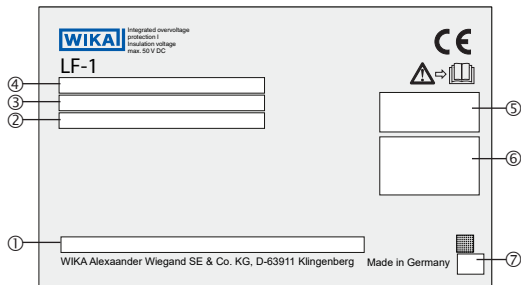 WIKA
Integrated overvoltage
protection I
Insulation voltage
max. 50 V DC
CE
LF-1
④
③
②
⑤
⑥
①
WIKA Alexaander Wiegand SE & Co. KG, D-63911 Klingenberg
Made in Germany
⑦